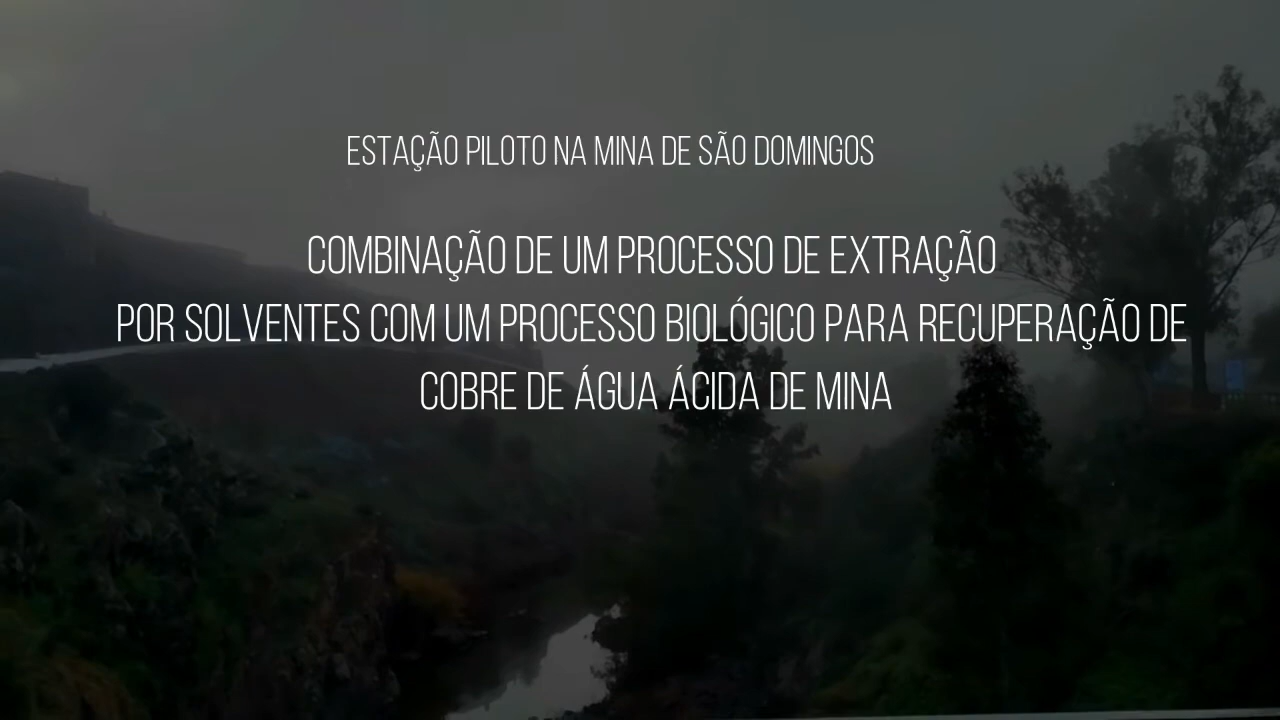 ESTAÇÃO PILOTO NA MINA DE SÃO DOMINGOS
COMBINAÇÃO DE UM PROCESSO DE EXTRAÇÃO
POR SOLVENTES COM UM PROCESSO BIOLÓGICO PARA RECUPERAÇÃO DE
COBRE DE ÁGUA ÁCIDA DE MINA